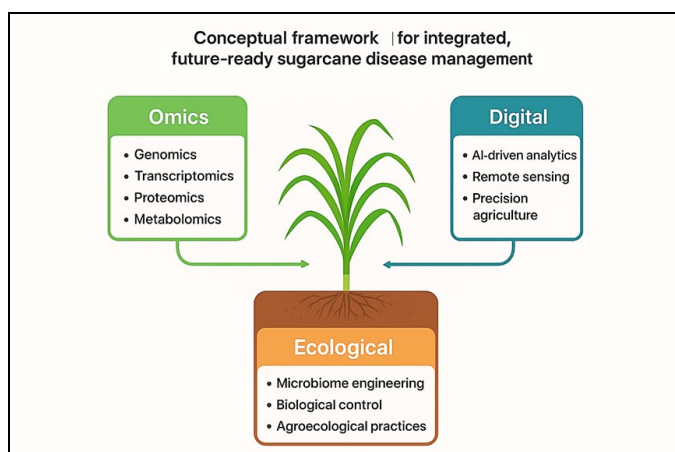 Conceptual framework for integrated,
future-ready sugarcane disease management
Omics
• Genomics
• Transcriptomics
• Proteomics
• Metabolomics
Digital
• AI-driven analytics
• Remote sensing
• Precision
agriculture
Ecological
• Microbiome engineering
• Biological control
• Agroecological practices